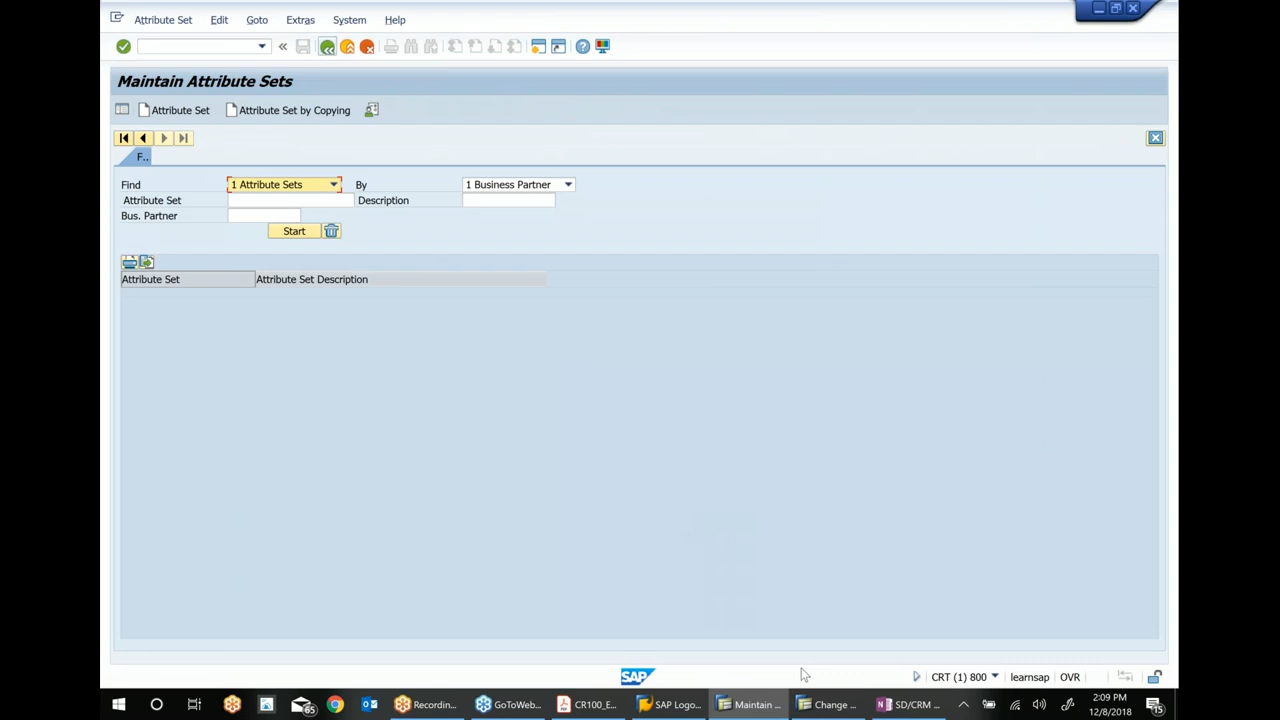 Attribute Set Edit Goto Extras System Help
Maintain Attribute Sets
Attribute Set Attribute Set by Copying
F..
Find 1 Attribute Sets By 1 Business Partner
Attribute Set Description
Bus. Partner
Start
Attribute Set Attribute Set Description
SAP CRT (1) 800 learnsap OVR
65 Recordin... GoToWeb... CR100_E... SAP Logo... Maintain ... Change ... SD/CRM ... 2:09 PM
12/8/2018 15